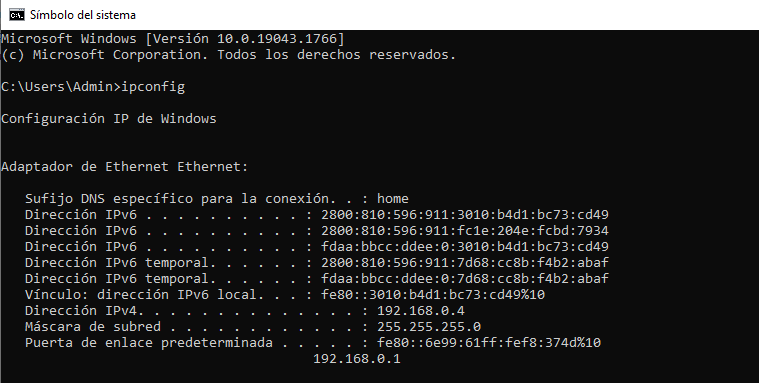 Símbolo del sistema
Microsoft Windows [Versión 10.0.19043.1766]
(c) Microsoft Corporation. Todos los derechos reservados.
C:\Users\Admin>ipconfig
Configuración IP de Windows
Adaptador de Ethernet Ethernet:
Sufijo DNS específico para la conexión. . : home
Dirección IPv6 . . . . . . . . . . : 2800:810:596:911:3010:b4d1:bc73:cd49
Dirección IPv6 . . . . . . . . . . : 2800:810:596:911:fc1e:204e:fcbd:7934
Dirección IPv6 . . . . . . . . . . : fdaa:bbcc:ddee:0:3010:b4d1:bc73:cd49
Dirección IPv6 temporal. . . . . . : 2800:810:596:911:7d68:cc8b:f4b2:abaf
Dirección IPv6 temporal. . . . . . : fdaa:bbcc:ddee:0:7d68:cc8b:f4b2:abaf
Vínculo: dirección IPv6 local. . . : fe80::3010:b4d1:bc73:cd49%10
Dirección IPv4. . . . . . . . . . . . . . : 192.168.0.4
Máscara de subred . . . . . . . . . . . . : 255.255.255.0
Puerta de enlace predeterminada . . . . . : fe80::6e99:61ff:fef8:374d%10
192.168.0.1